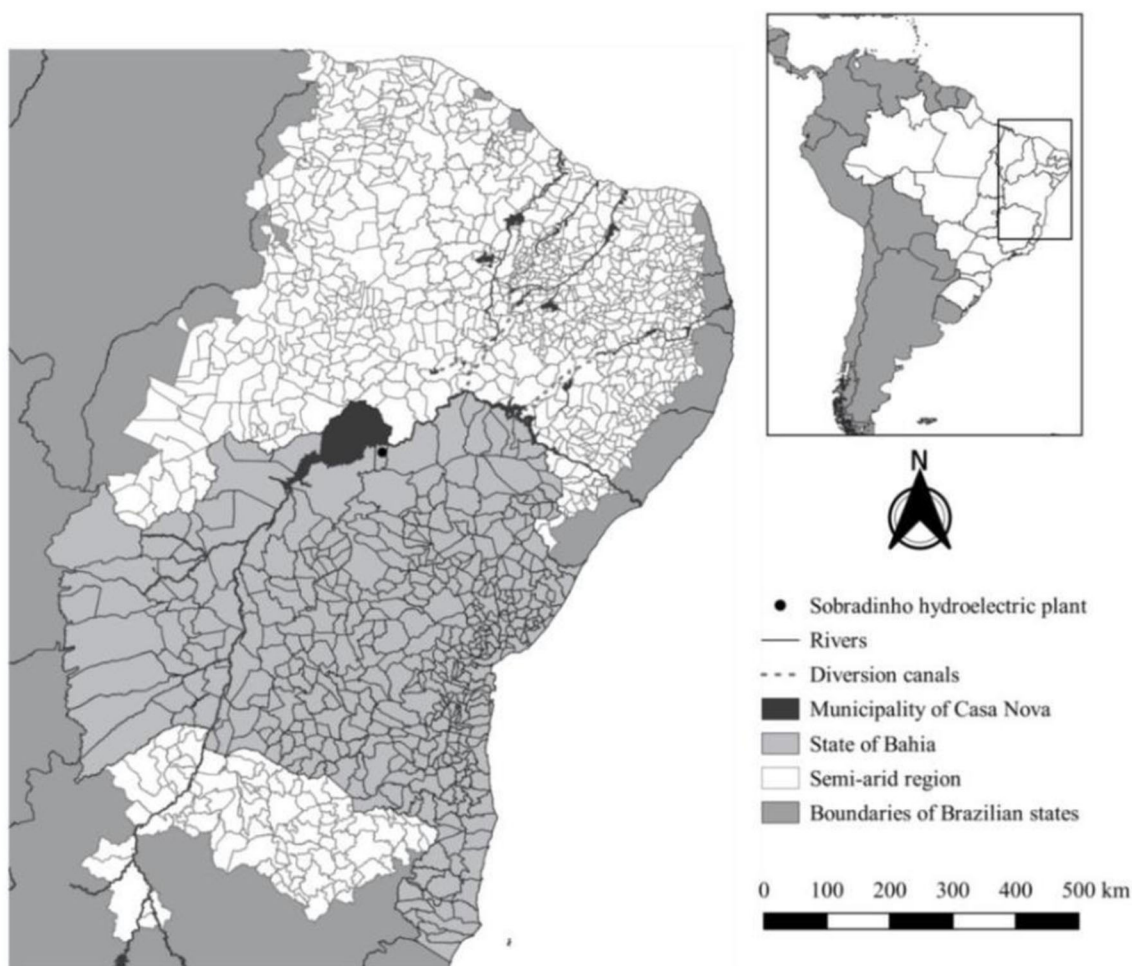 N
Sobradinho hydroelectric plant
Rivers
Diversion canals
Municipality of Casa Nova
State of Bahia
Semi-arid region
Boundaries of Brazilian states
0 100 200 300 400 500 km